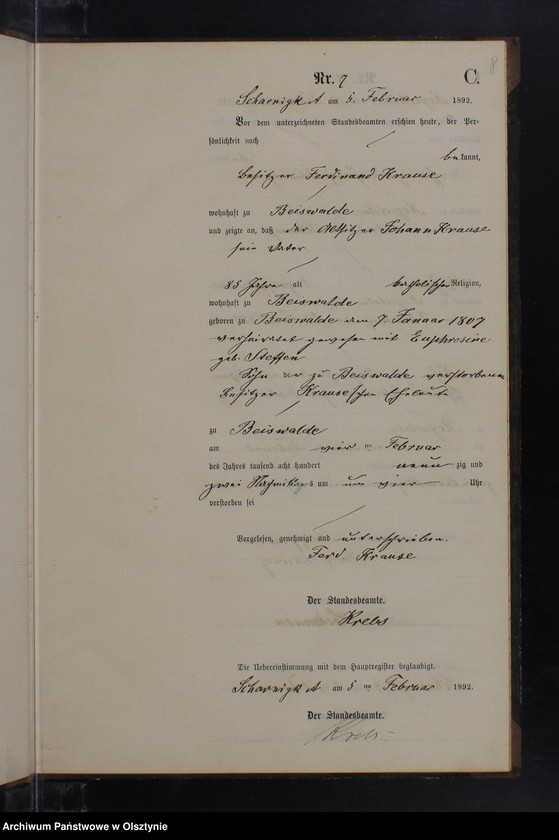 8
Nr. 7 C.
Scharnigk A am 5. Februar 1892.
Vor dem unterzeichneten Standesbeamten erschien heute, der Per-
sönlichkeit nach
bekannt,
Besitzer Ferdinand Krause
wohnhaft zu Beiswalde
und zeigte an, daß der Altsitzer Johann Krause
sein Vater
85 Jahre alt katholischer Religion,
wohnhaft zu Beiswalde
geboren zu Beiswalde am 7. Januar 1807
verheiratet gewesen mit Euphrosine
geb. Steffen
Sohn der zu Beiswalde verstorbenen
Besitzer Krause'schen Eheleute
zu Beiswalde
am vier ten Februar
des Jahres tausend acht hundert neun zig und
zwei Nachmittags um vier Uhr
verstorben sei
Vorgelesen, genehmigt und unterschrieben.
Ferd. Krause
Der Standesbeamte.
Krebs
Die Uebereinstimmung mit dem Hauptregister beglaubigt.
Scharnigk A am 5 ten Februar 1892.
Der Standesbeamte.
Krebs
Archiwum Państwowe w Olsztynie